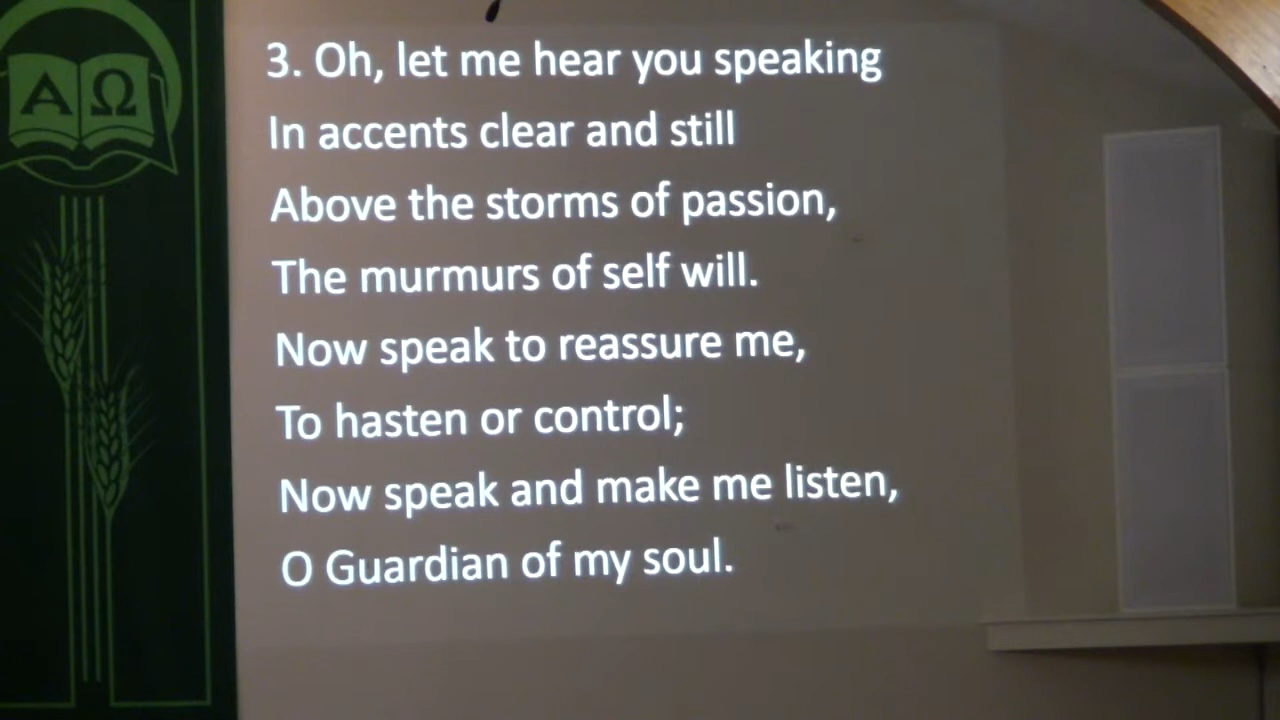 Α Ω
3. Oh, let me hear you speaking
In accents clear and still
Above the storms of passion,
The murmurs of self will.
Now speak to reassure me,
To hasten or control;
Now speak and make me listen,
O Guardian of my soul.